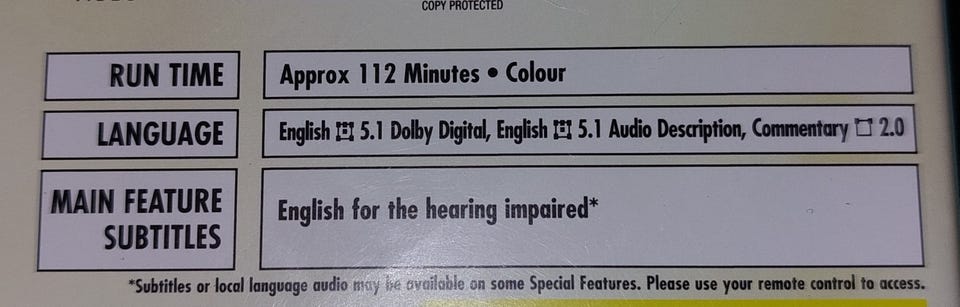 COPY PROTECTED
RUN TIME
Approx 112 Minutes • Colour
LANGUAGE
English 5.1 Dolby Digital, English 5.1 Audio Description, Commentary 2.0
MAIN FEATURE
SUBTITLES
English for the hearing impaired*
*Subtitles or local language audio may be available on some Special Features. Please use your remote control to access.